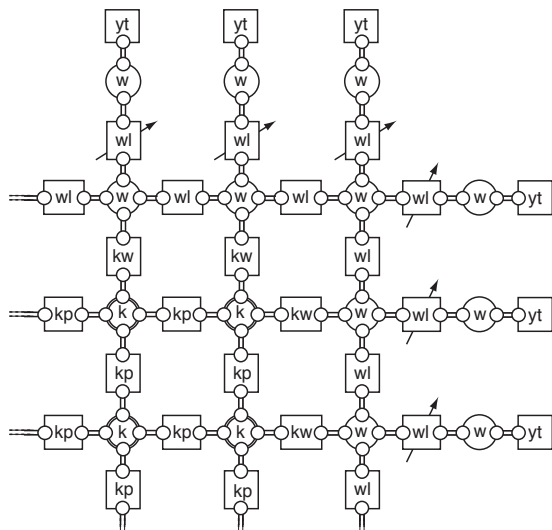 yt yt yt
w w w
wl wl wl
wl w wl w wl w wl w yt
kw kw wl
kp k kp k kw w wl w yt
kp kp wl
kp k kp k kw w wl w yt
kp kp wl